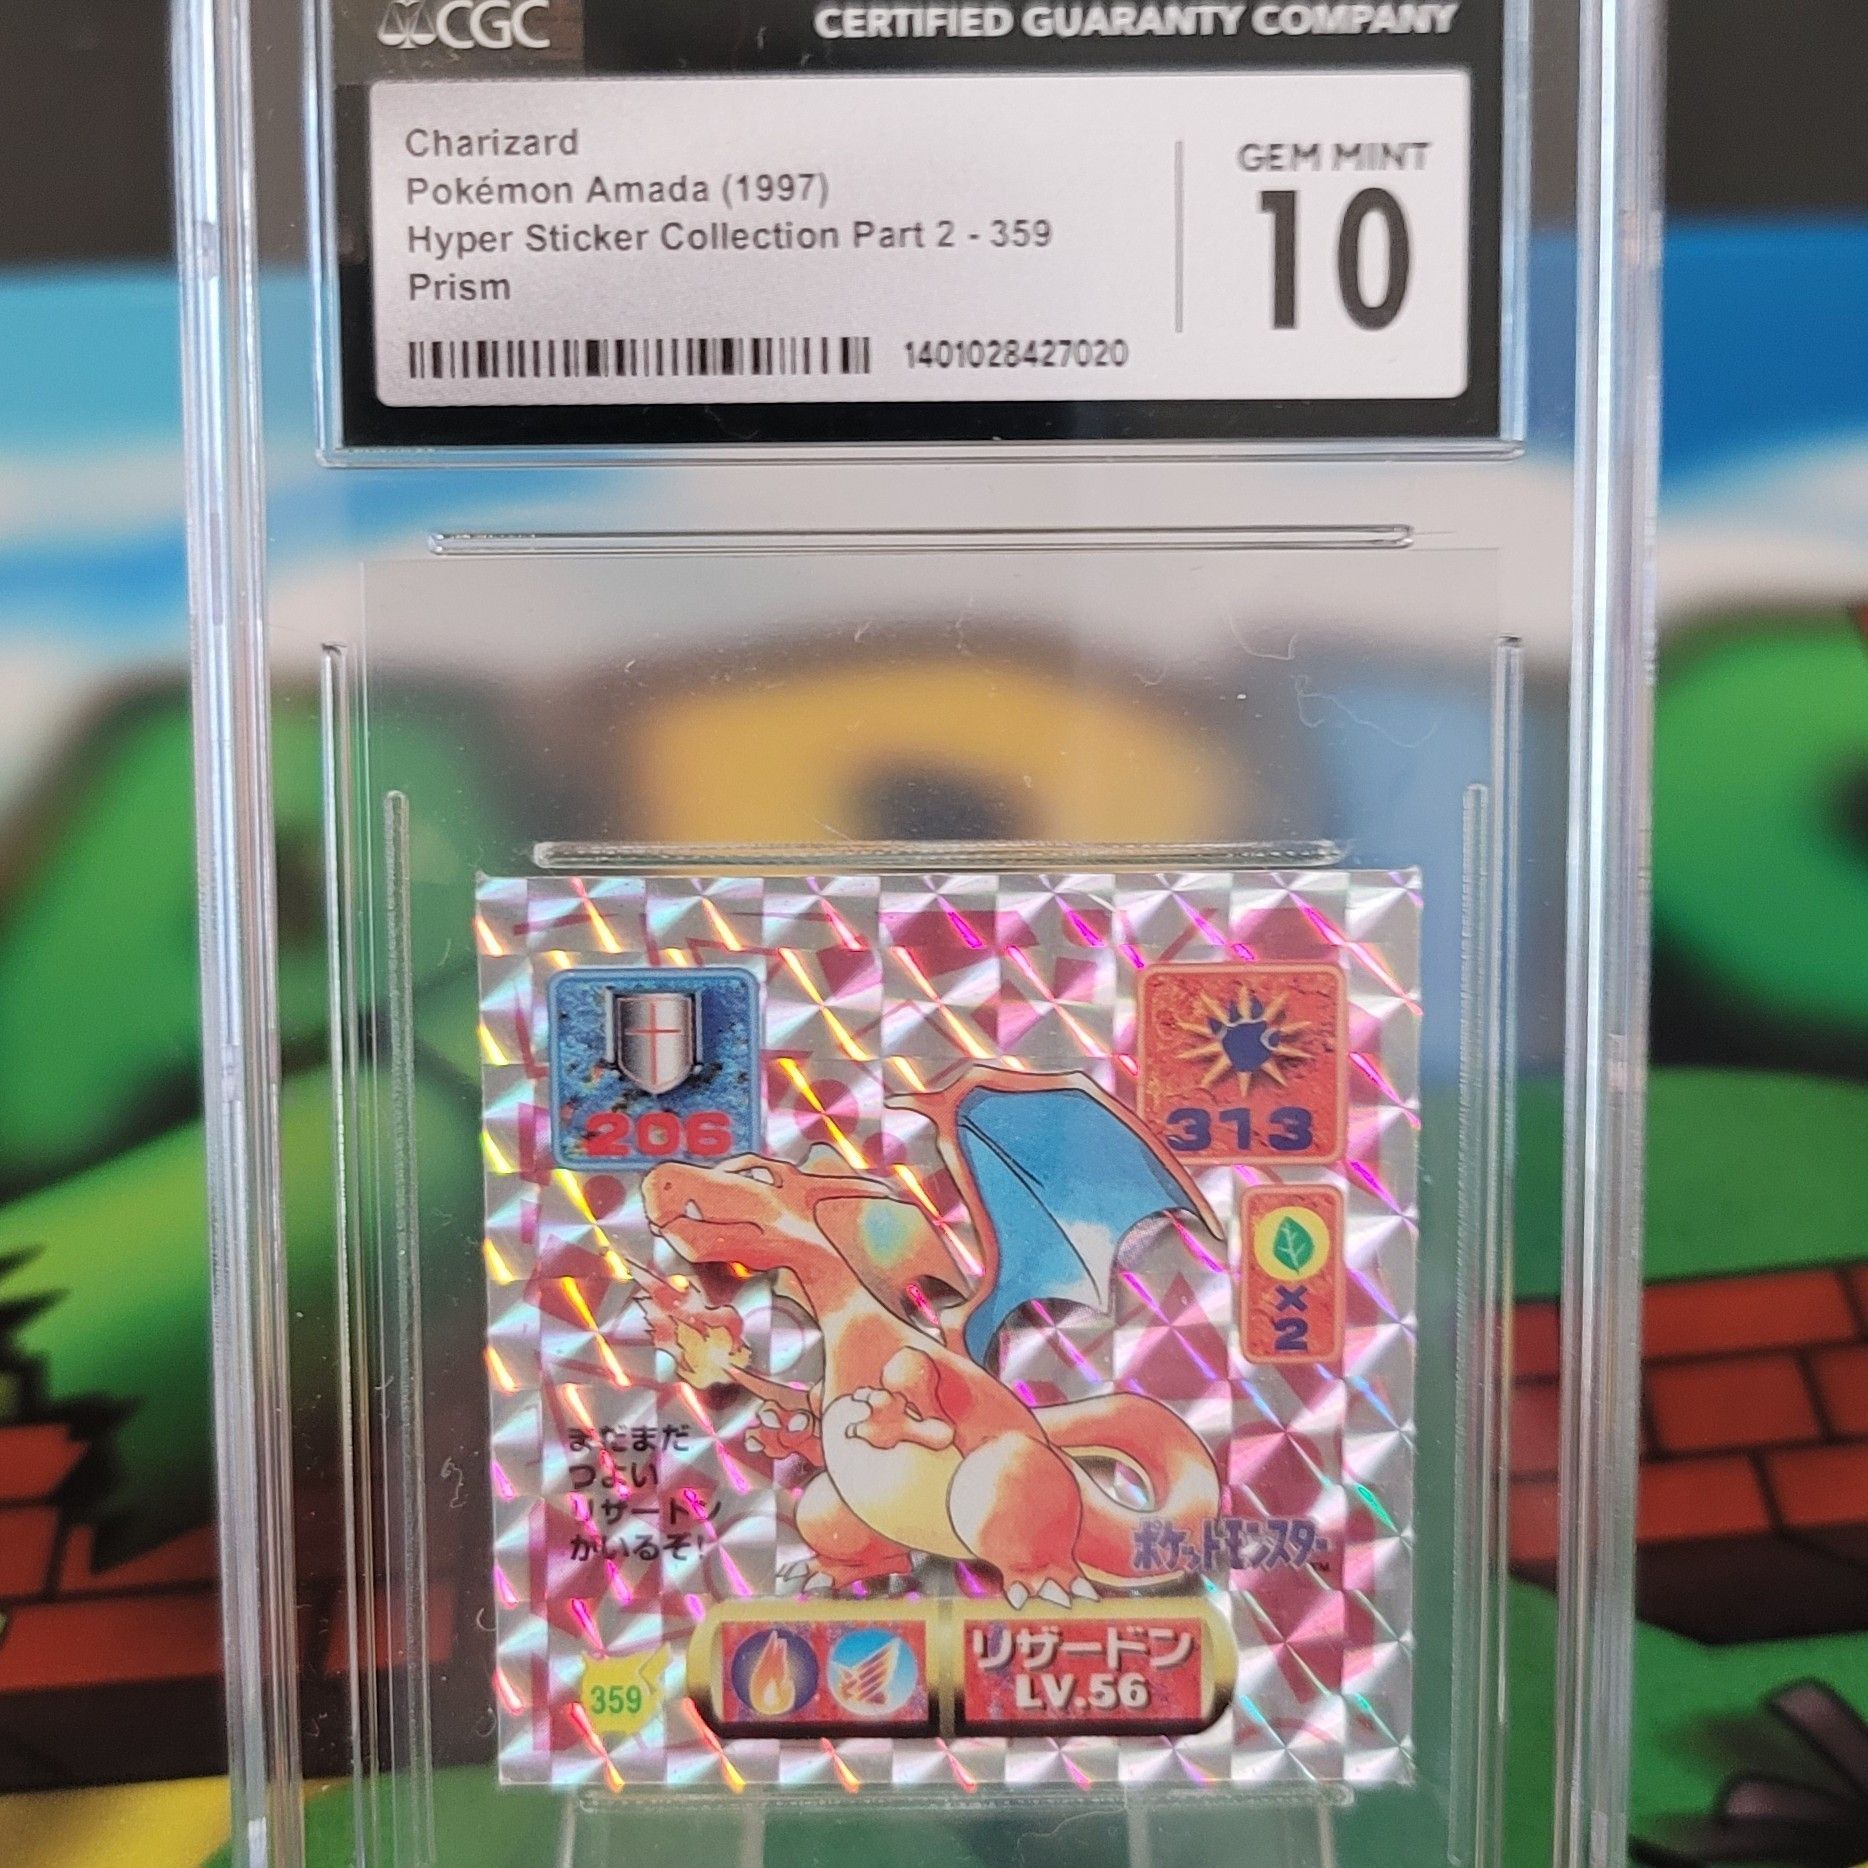 CGC
CERTIFIED GUARANTY COMPANY
Charizard
Pokémon Amada (1997)
Hyper Sticker Collection Part 2 - 359
Prism
1401028427020
GEM MINT
10
206
313
×
2
まだまだ
つよい
リザードン
がいるぞ!
ポケットモンスター™
359
リザードン
LV.56